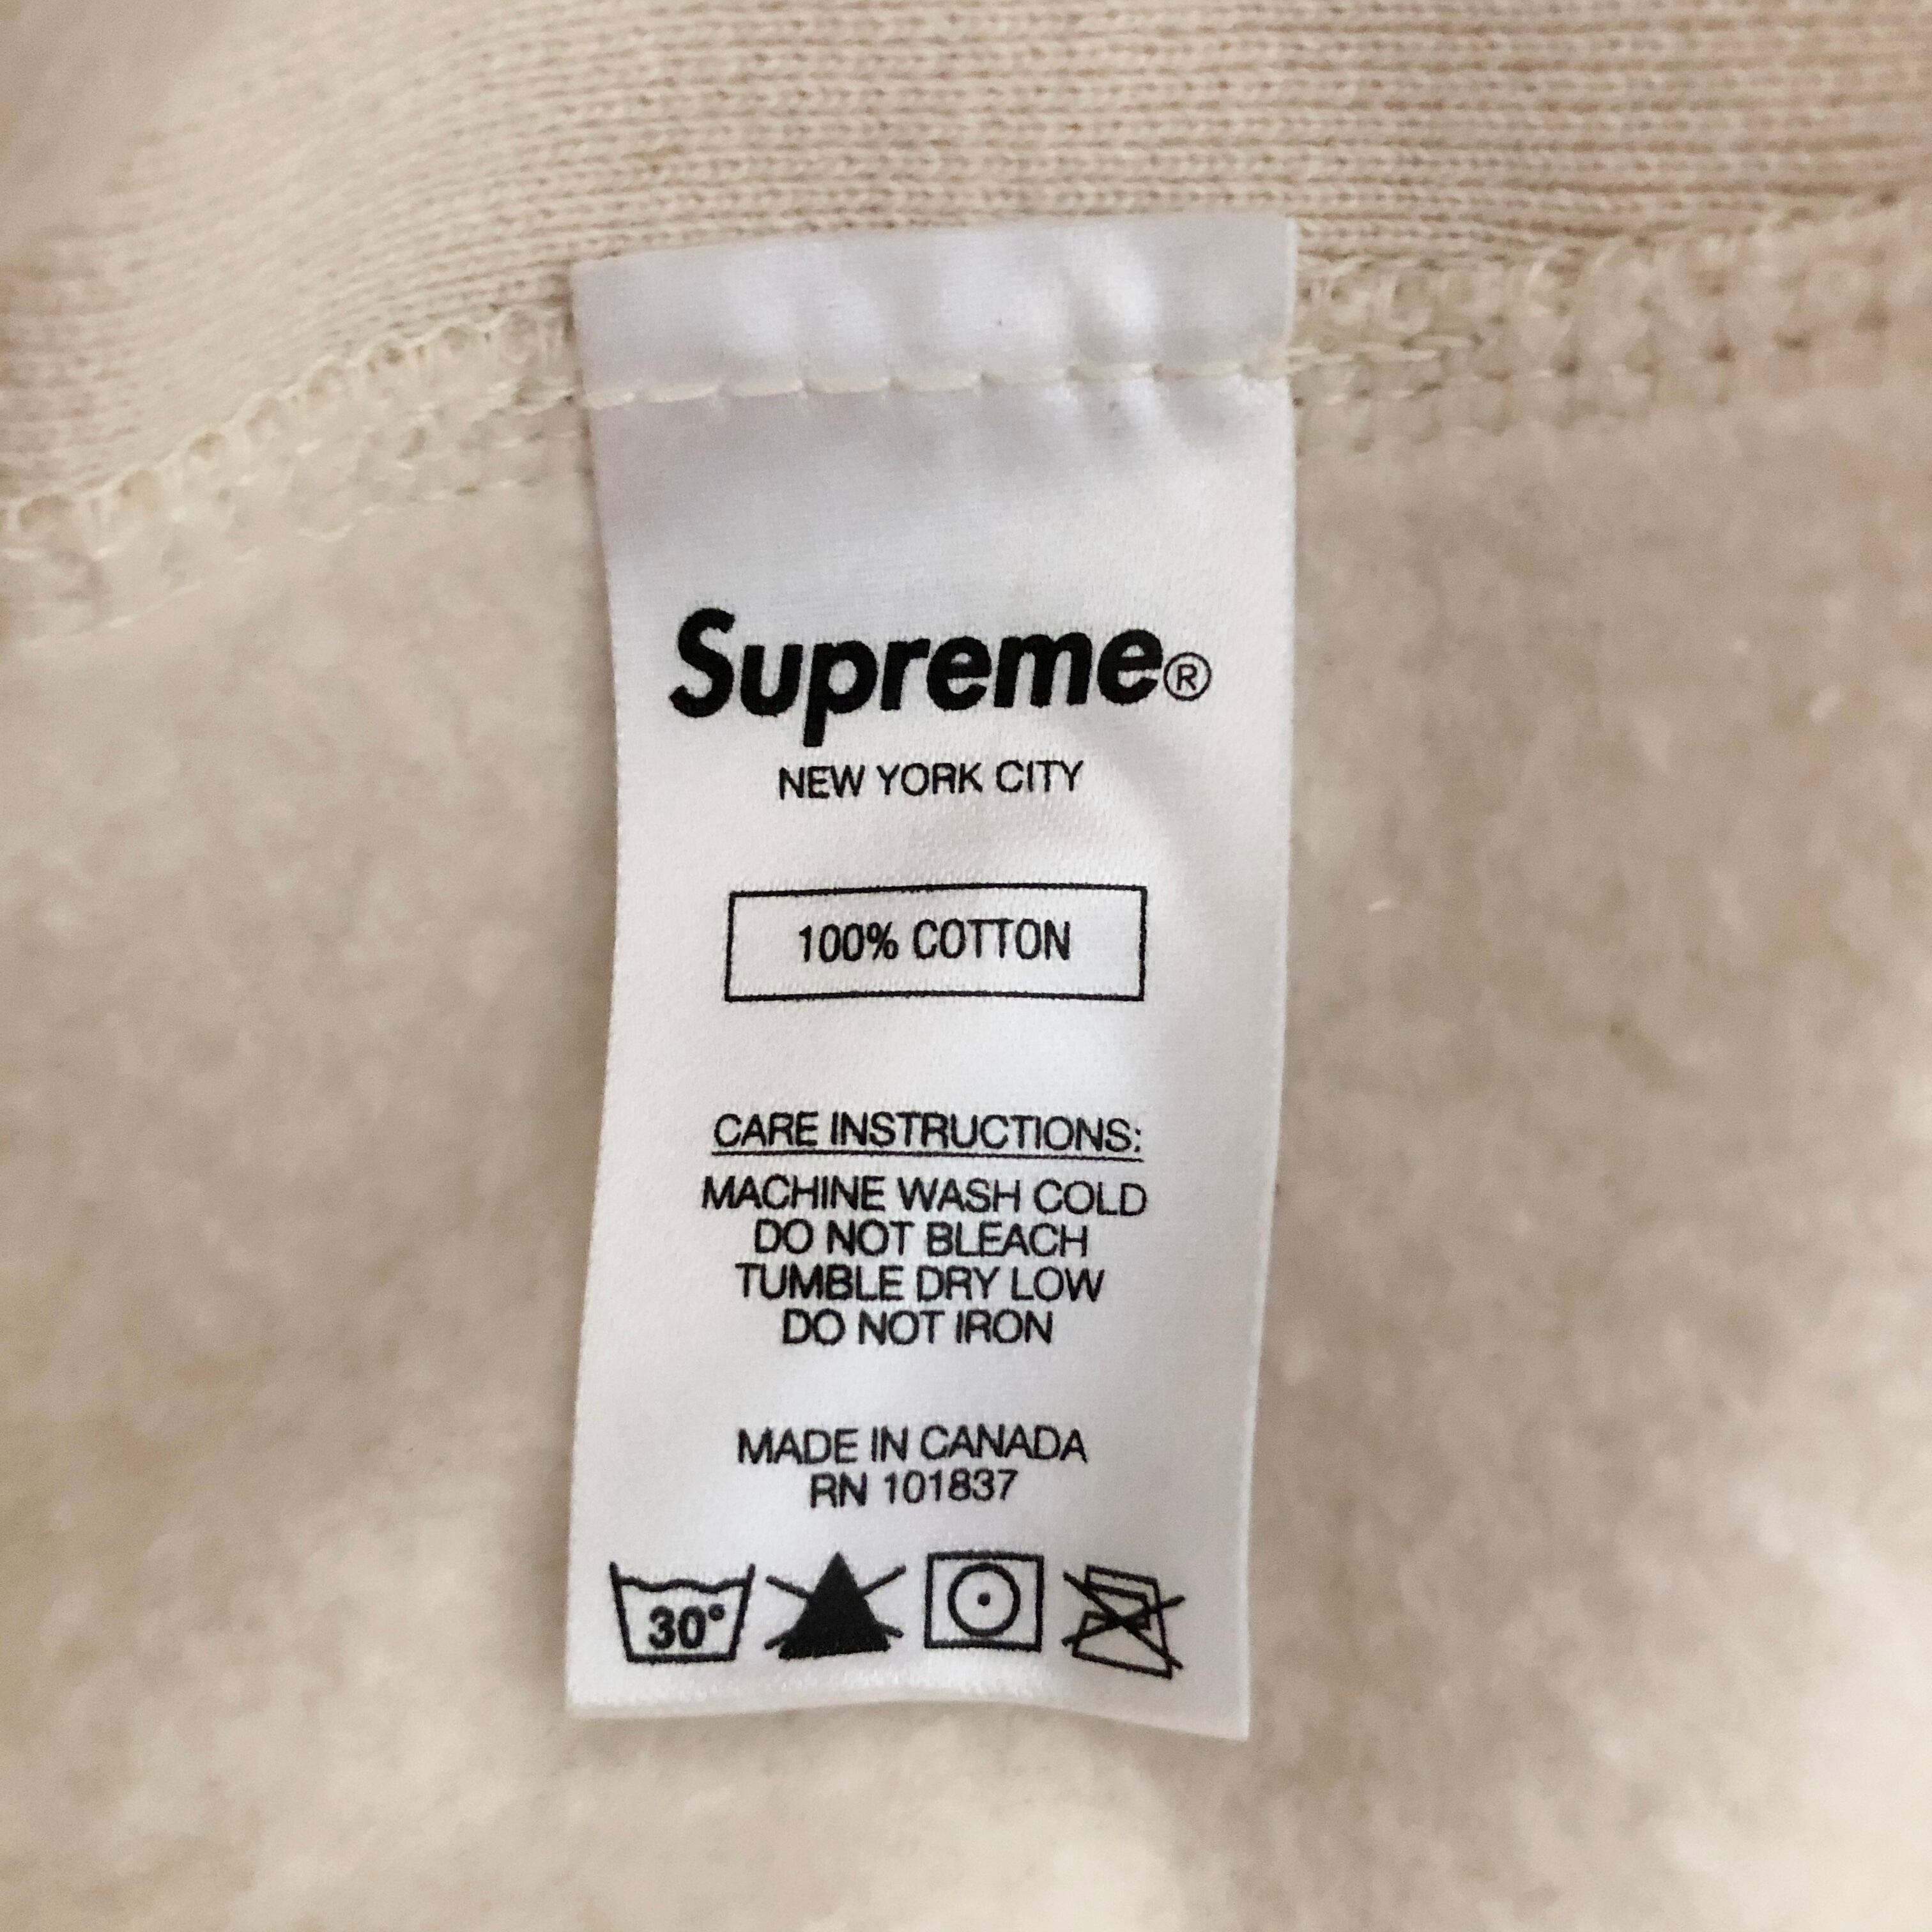 Supreme®
NEW YORK CITY
100% COTTON
CARE INSTRUCTIONS:
MACHINE WASH COLD
DO NOT BLEACH
TUMBLE DRY LOW
DO NOT IRON
MADE IN CANADA
RN 101837
30°